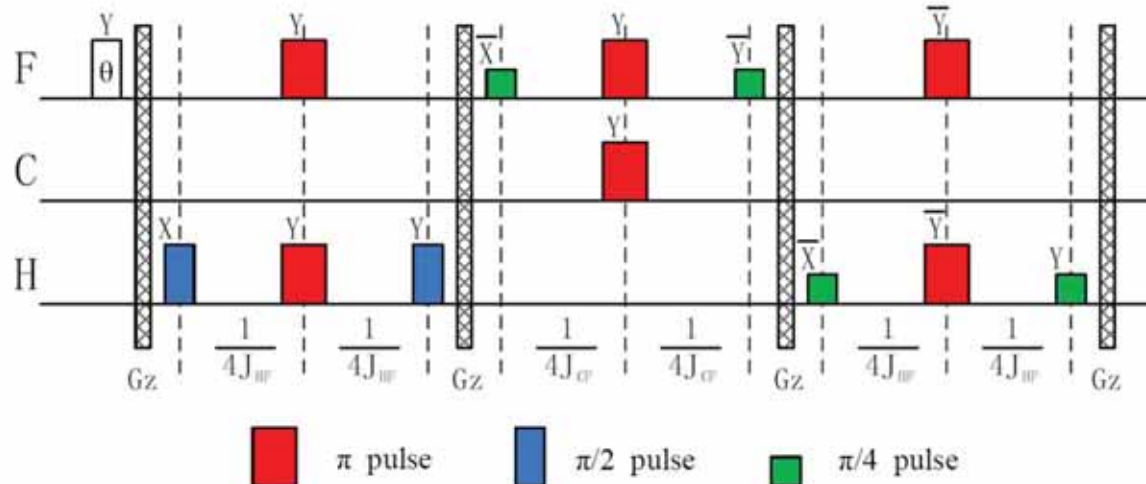 Y Y Y̅
F θ X̅ Y Y̅
C Y
X Y Y Y̅
H X̅ Y
1 1 1 1 1 1
4J_HF 4J_HF 4J_CF 4J_CF 4J_HF 4J_HF
Gz Gz Gz Gz
π pulse π/2 pulse π/4 pulse